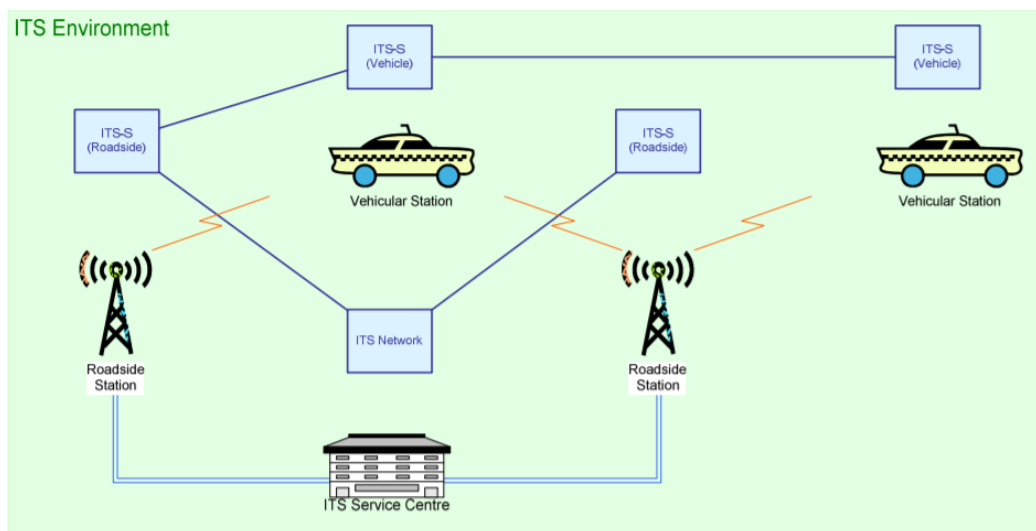 ITS Environment
ITS-S
(Vehicle)
ITS-S
(Vehicle)
ITS-S
(Roadside)
ITS-S
(Roadside)
Vehicular Station
Vehicular Station
ITS Network
Roadside
Station
Roadside
Station
ITS Service Centre